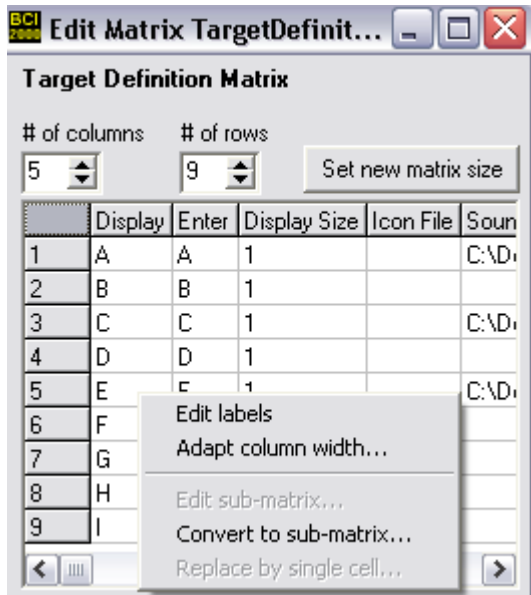 BCI
2000 Edit Matrix TargetDefinit...
Target Definition Matrix
# of columns # of rows
5 9 Set new matrix size
Display Enter Display Size Icon File Soun
1 A A 1 C:\D
2 B B 1
3 C C 1 C:\D
4 D D 1
5 E E 1 C:\D
6 F
7 G
8 H
9 I
Edit labels
Adapt column width...
Edit sub-matrix...
Convert to sub-matrix...
Replace by single cell...